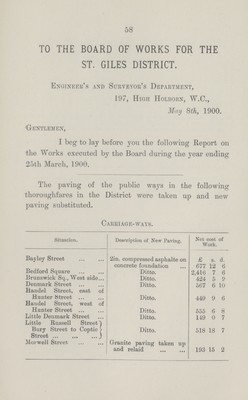 58
TO THE BOARD OF WORKS FOR THE
ST. GILES DISTRICT.
ENGINEER'S AND SURVEYOR'S DEPARTMENT,
197, HIGH HOLBORN, W.C.,
May 8th, 1900.
GENTLEMEN,
I beg to lay before you the following Report on
the Works executed by the Board during the year ending
25th March, 1900.
The paving of the public ways in the following
thoroughfares in the District were taken up and new
paving substituted.
CARRIAGE-WAYS.
Situation. Description of New Paving. Net cost of Work.
Bayley Street ... ... 2in. compressed asphalte on £ s. d.
concrete foundation ... 677 12 6
Bedford Square ... ... Ditto. 2,416 7 6
Brunswick Sq., West side... Ditto. 424 5 9
Denmark Street ... ... Ditto. 567 6 10
Handel Street, east of
Hunter Street ... ... Ditto. 449 9 6
Handel Street, west of
Hunter Street ... ... Ditto. 555 6 8
Little Denmark Street ... Ditto. 149 0 7
Little Russell Street }
Bury Street to Coptic } Ditto. 518 18 7
Street ... ... ... }
Morwell Street ... ... Granite paving taken up
and relaid ... ... 193 15 2